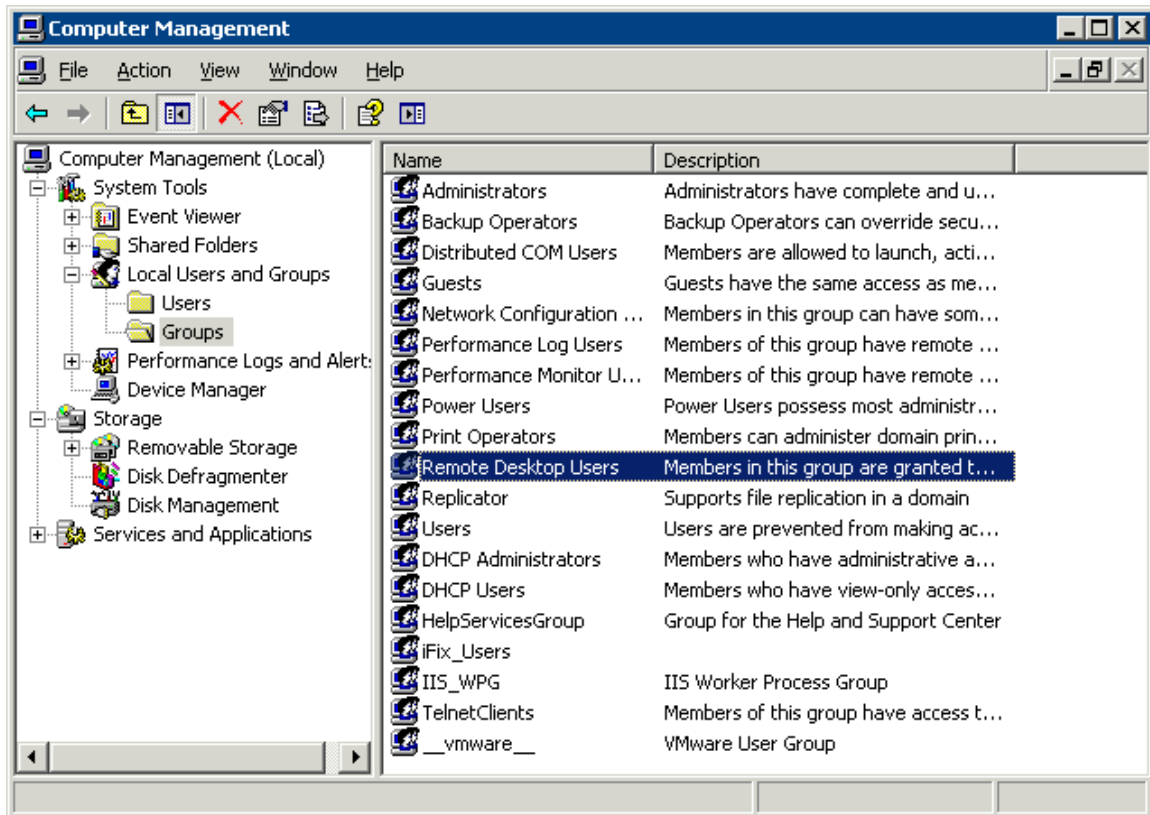 Computer Management
File Action View Window Help
Computer Management (Local)
System Tools
Event Viewer
Shared Folders
Local Users and Groups
Users
Groups
Performance Logs and Alert
Device Manager
Storage
Removable Storage
Disk Defragmenter
Disk Management
Services and Applications
Name Description
Administrators Administrators have complete and u...
Backup Operators Backup Operators can override secu...
Distributed COM Users Members are allowed to launch, acti...
Guests Guests have the same access as me...
Network Configuration ... Members in this group can have som...
Performance Log Users Members of this group have remote ...
Performance Monitor U... Members of this group have remote ...
Power Users Power Users possess most administr...
Print Operators Members can administer domain prin...
Remote Desktop Users Members in this group are granted t...
Replicator Supports file replication in a domain
Users Users are prevented from making ac...
DHCP Administrators Members who have administrative a...
DHCP Users Members who have view-only acces...
HelpServicesGroup Group for the Help and Support Center
iFix_Users
IIS_WPG IIS Worker Process Group
TelnetClients Members of this group have access t...
__vmware__ VMware User Group